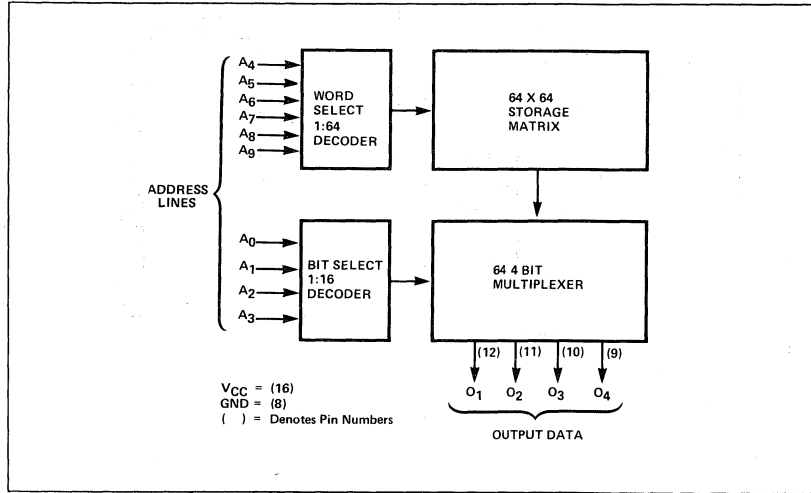 A4
A5
A6
A7
A8
A9
WORD
SELECT
1:64
DECODER
64 X 64
STORAGE
MATRIX
ADDRESS
LINES
A0
A1
A2
A3
BIT SELECT
1:16
DECODER
64 4 BIT
MULTIPLEXER
(12) (11) (10) (9)
O1 O2 O3 O4
OUTPUT DATA
VCC = (16)
GND = (8)
( ) = Denotes Pin Numbers